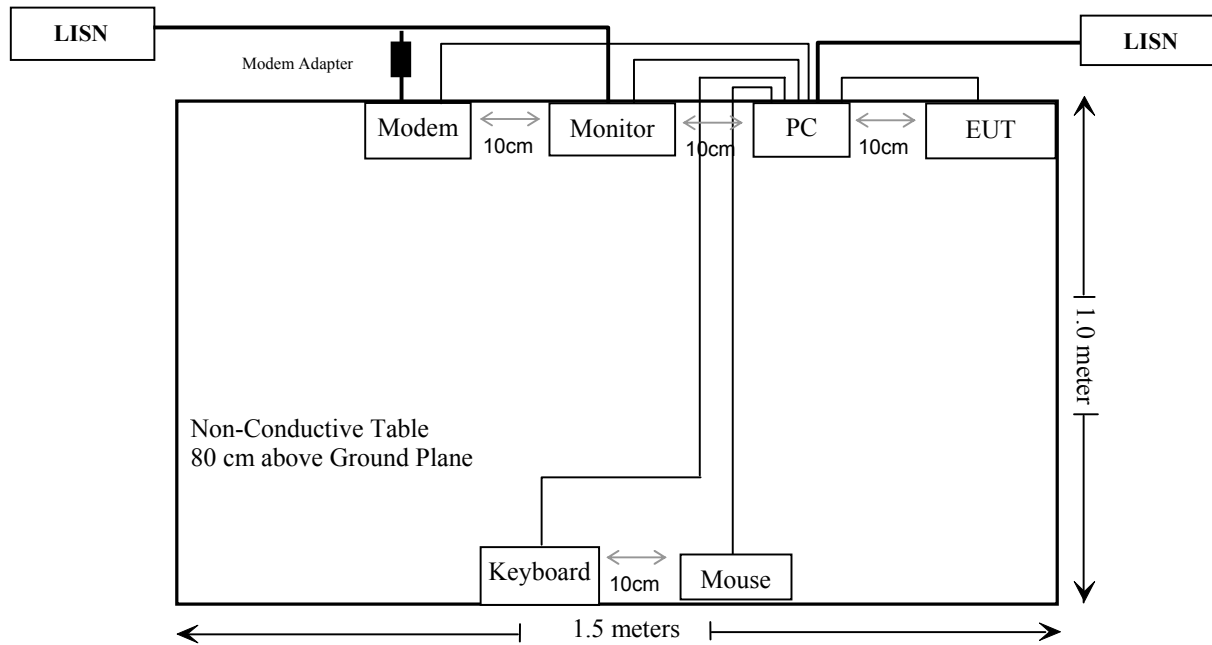 LISN
LISN
Modem Adapter
Modem
Monitor
PC
EUT
10cm
10cm
10cm
1.0 meter
Non-Conductive Table
80 cm above Ground Plane
Keyboard
10cm
Mouse
1.5 meters